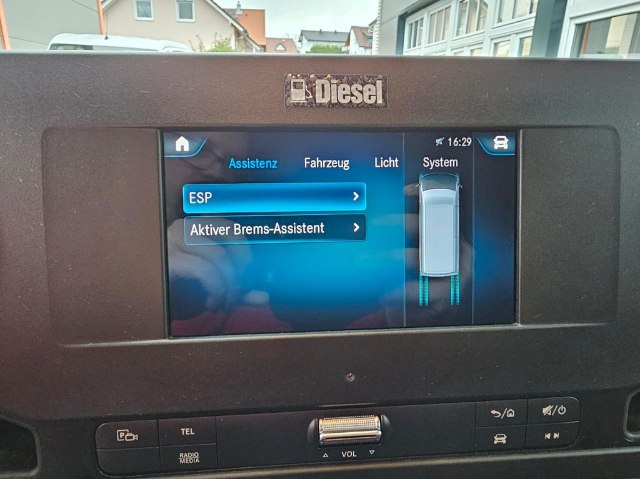 Diesel
16:29
Assistenz Fahrzeug Licht System
ESP
Aktiver Brems-Assistent
P TEL
RADIO
MEDIA
VOL